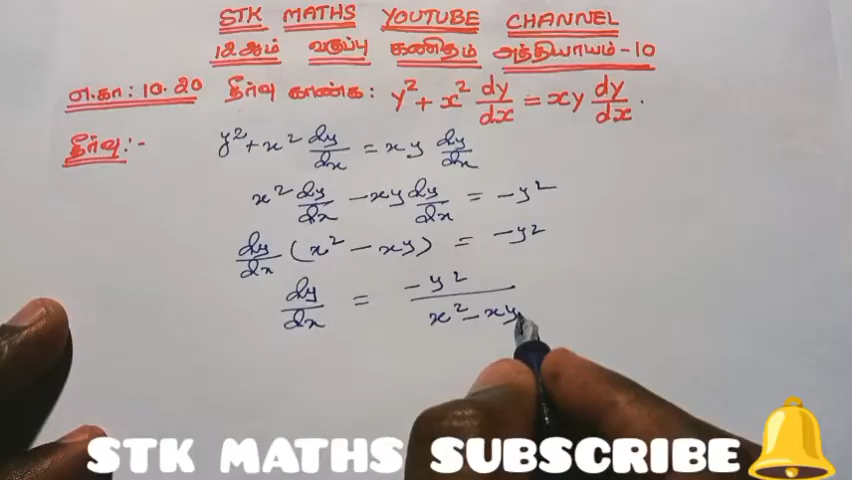 STK MATHS YOUTUBE CHANNEL
12ஆம் வகுப்பு கணிதம் அத்தியாயம் - 10
எ.கா : 10.20 தீர்வு காண்க : y² + x² dy/dx = xy dy/dx .
தீர்வு :-
y² + x² dy/dx = xy dy/dx
x² dy/dx - xy dy/dx = -y²
dy/dx (x² - xy) = -y²
dy/dx = -y²/x² - xy
STK MATHS SUBSCRIBE